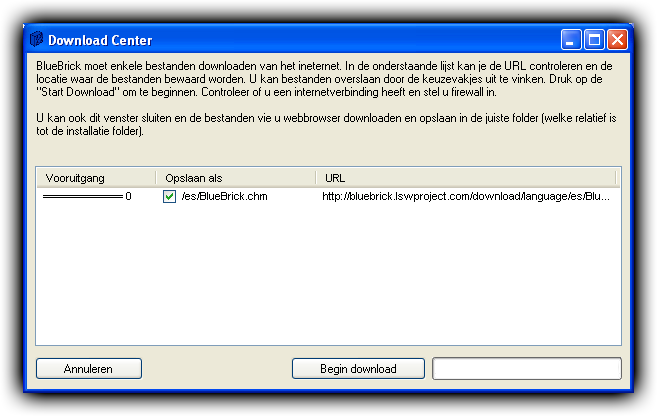 Download Center
BlueBrick moet enkele bestanden downloaden van het ineternet. In de onderstaande lijst kan je de URL controleren en de
locatie waar de bestanden bewaard worden. U kan bestanden overslaan door de keuzevakjes uit te vinken. Druk op de
"Start Download" om te beginnen. Controleer of u een internetverbinding heeft en stel u firewall in.
U kan ook dit venster sluiten en de bestanden vie u webbrowser downloaden en opslaan in de juiste folder (welke relatief is
tot de installatie folder).
Vooruitgang Opslaan als URL
0 /es/BlueBrick.chm http://bluebrick.lswproject.com/download/language/es/Blu...
Annuleren Begin download